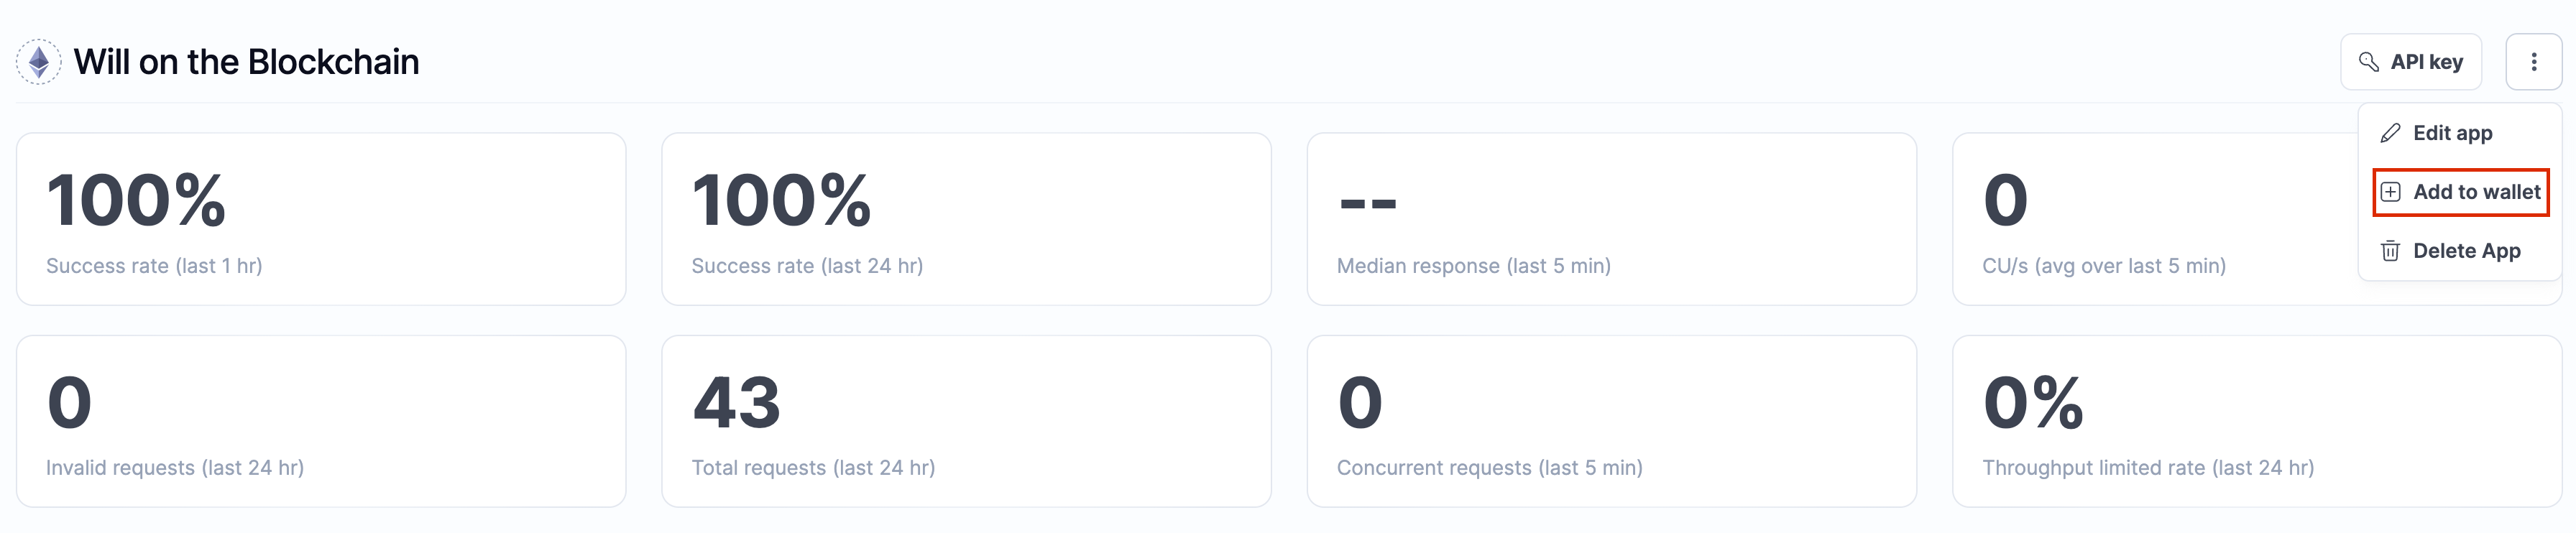 Will on the Blockchain
API key
Edit app
Add to wallet
Delete App
100%
Success rate (last 1 hr)
100%
Success rate (last 24 hr)
--
Median response (last 5 min)
0
CU/s (avg over last 5 min)
0
Invalid requests (last 24 hr)
43
Total requests (last 24 hr)
0
Concurrent requests (last 5 min)
0%
Throughput limited rate (last 24 hr)